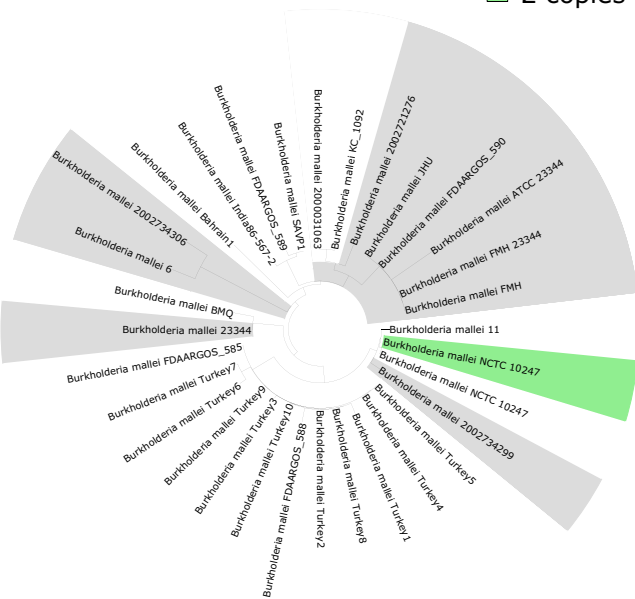 2 copies
Burkholderia mallei 2000031063
Burkholderia mallei KC_1092
Burkholderia mallei 2002721276
Burkholderia mallei JHU
Burkholderia mallei FDAARGOS_590
Burkholderia mallei ATCC 23344
Burkholderia mallei FMH 23344
Burkholderia mallei FMH
Burkholderia mallei 11
Burkholderia mallei NCTC 10247
Burkholderia mallei NCTC 10247
Burkholderia mallei 2002734299
Burkholderia mallei Turkey5
Burkholderia mallei Turkey4
Burkholderia mallei Turkey1
Burkholderia mallei Turkey8
Burkholderia mallei Turkey2
Burkholderia mallei FDAARGOS_588
Burkholderia mallei Turkey10
Burkholderia mallei Turkey3
Burkholderia mallei Turkey9
Burkholderia mallei Turkey6
Burkholderia mallei Turkey7
Burkholderia mallei FDAARGOS_585
Burkholderia mallei 23344
Burkholderia mallei BMQ
Burkholderia mallei 6
Burkholderia mallei 2002734306
Burkholderia mallei Bahrain1
Burkholderia mallei India86-567-2
Burkholderia mallei FDAARGOS_589
Burkholderia mallei SAVP1